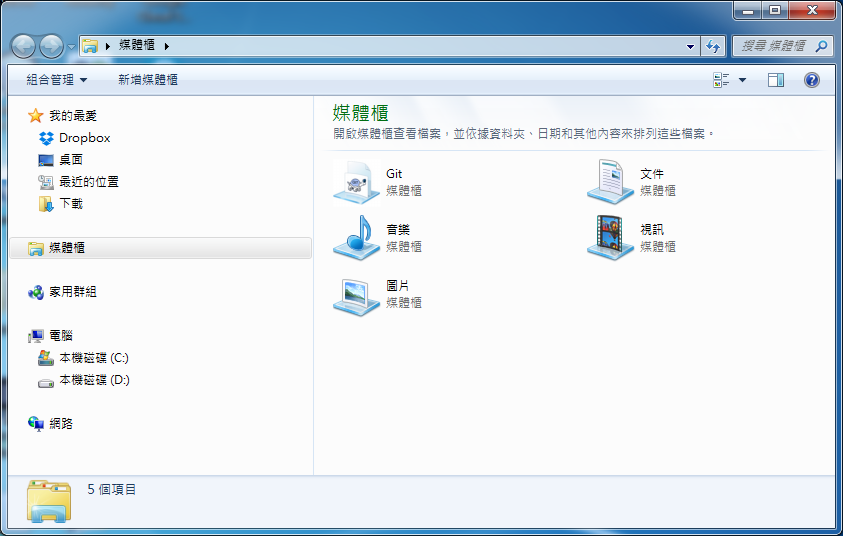 媒體櫃
搜尋 媒體櫃
組合管理
新增媒體櫃
我的最愛
Dropbox
桌面
最近的位置
下載
媒體櫃
家用群組
電腦
本機磁碟 (C:)
本機磁碟 (D:)
網路
媒體櫃
開啟媒體櫃查看檔案，並依據資料夾、日期和其他內容來排列這些檔案。
Git
媒體櫃
文件
媒體櫃
音樂
媒體櫃
視訊
媒體櫃
圖片
媒體櫃
5 個項目